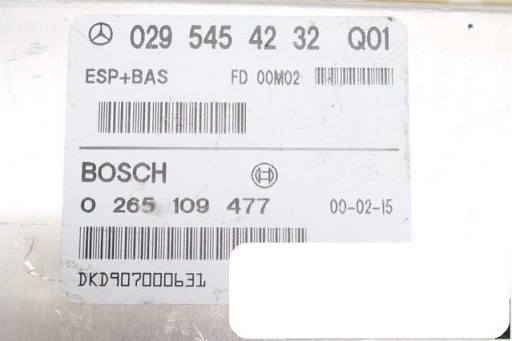 029 545 42 32 Q01
ESP+BAS FD 00M02
BOSCH
0 265 109 477 00-02-15
DKD907000631